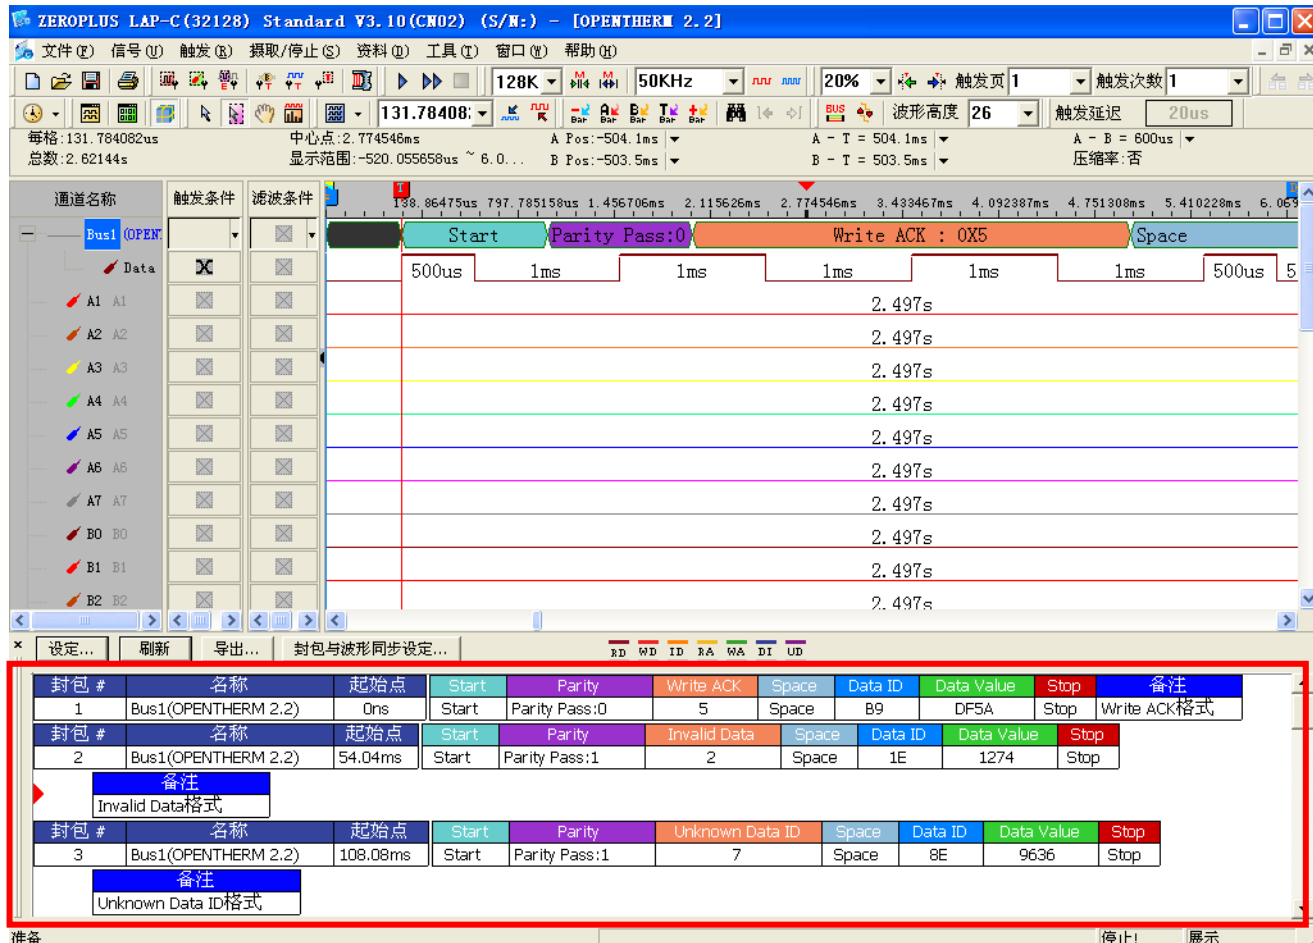 ZEROPLUS LAP-C(32128) Standard V3.10(CN02) (S/N:) - [OPENTHERM 2.2]
文件(F) 信号(U) 触发(R) 摄取/停止(S) 资料(D) 工具(T) 窗口(W) 帮助(H)
128K 50KHz 20% 触发页 1 触发次数 1
131.78408: 波形高度 26 触发延迟 20us
每格:131.784082us 中心点:2.774546ms A Pos:-504.1ms A - T = 504.1ms A - B = 600us
总数:2.62144s 显示范围:-520.055658us ~ 6.0... B Pos:-503.5ms B - T = 503.5ms 压缩率:否
通道名称 触发条件 滤波条件 138.86475us 797.785158us 1.456706ms 2.115626ms 2.774546ms 3.433467ms 4.092387ms 4.751308ms 5.410228ms 6.069
Bus1 (OPEN Start Parity Pass:0 Write ACK : 0X5 Space
Data 500us 1ms 1ms 1ms 1ms 1ms 500us 5
A1 A1 2.497s
A2 A2 2.497s
A3 A3 2.497s
A4 A4 2.497s
A5 A5 2.497s
A6 A6 2.497s
A7 A7 2.497s
B0 B0 2.497s
B1 B1 2.497s
B2 B2 2.497s
设定... 刷新 导出... 封包与波形同步设定... RD WD ID RA WA DI UD
封包 # 名称 起始点 Start Parity Write ACK Space Data ID Data Value Stop 备注
1 Bus1(OPENTHERM 2.2) 0ns Start Parity Pass:0 5 Space B9 DF5A Stop Write ACK格式
封包 # 名称 起始点 Start Parity Invalid Data Space Data ID Data Value Stop
2 Bus1(OPENTHERM 2.2) 54.04ms Start Parity Pass:1 2 Space 1E 1274 Stop
备注
Invalid Data格式
封包 # 名称 起始点 Start Parity Unknown Data ID Space Data ID Data Value Stop
3 Bus1(OPENTHERM 2.2) 108.08ms Start Parity Pass:1 7 Space 8E 9636 Stop
备注
Unknown Data ID格式
准备 停止! 展示